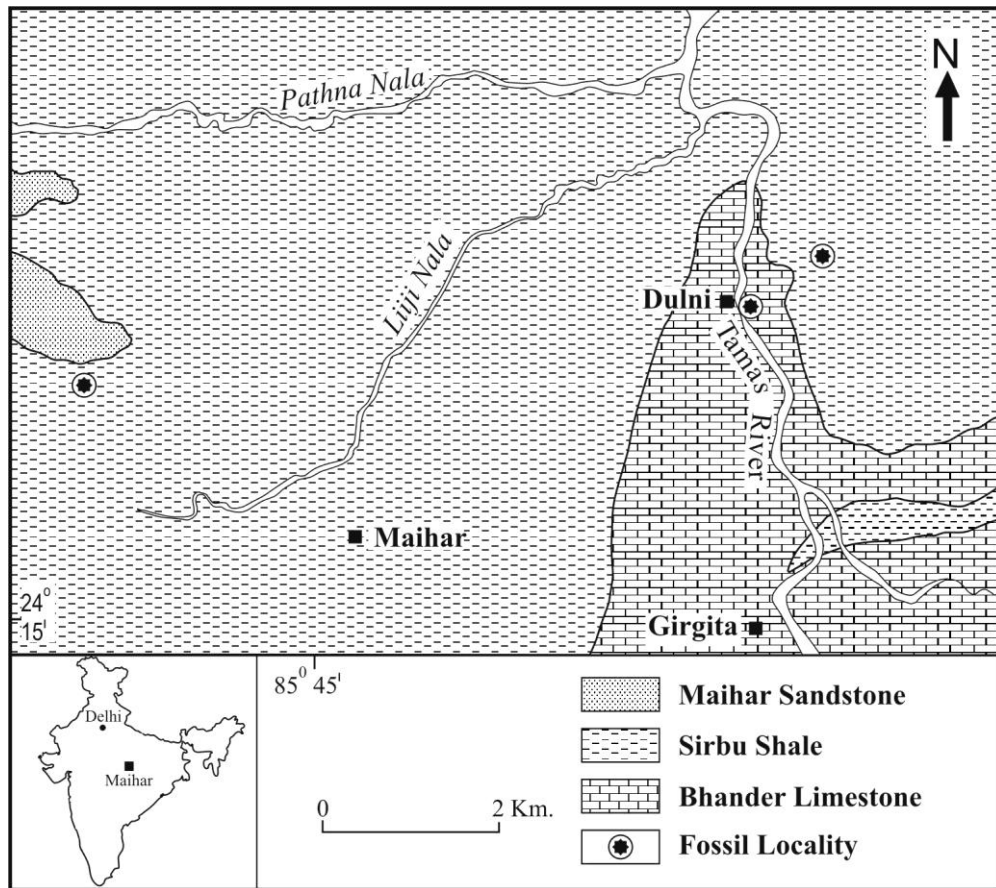 N
Pathna Nala
Liiji Nala
Dulni
Tamas River
Maihar
24°
15'
Girgita
85° 45'
Delhi
Maihar
0 2 Km.
Maihar Sandstone
Sirbu Shale
Bhander Limestone
Fossil Locality